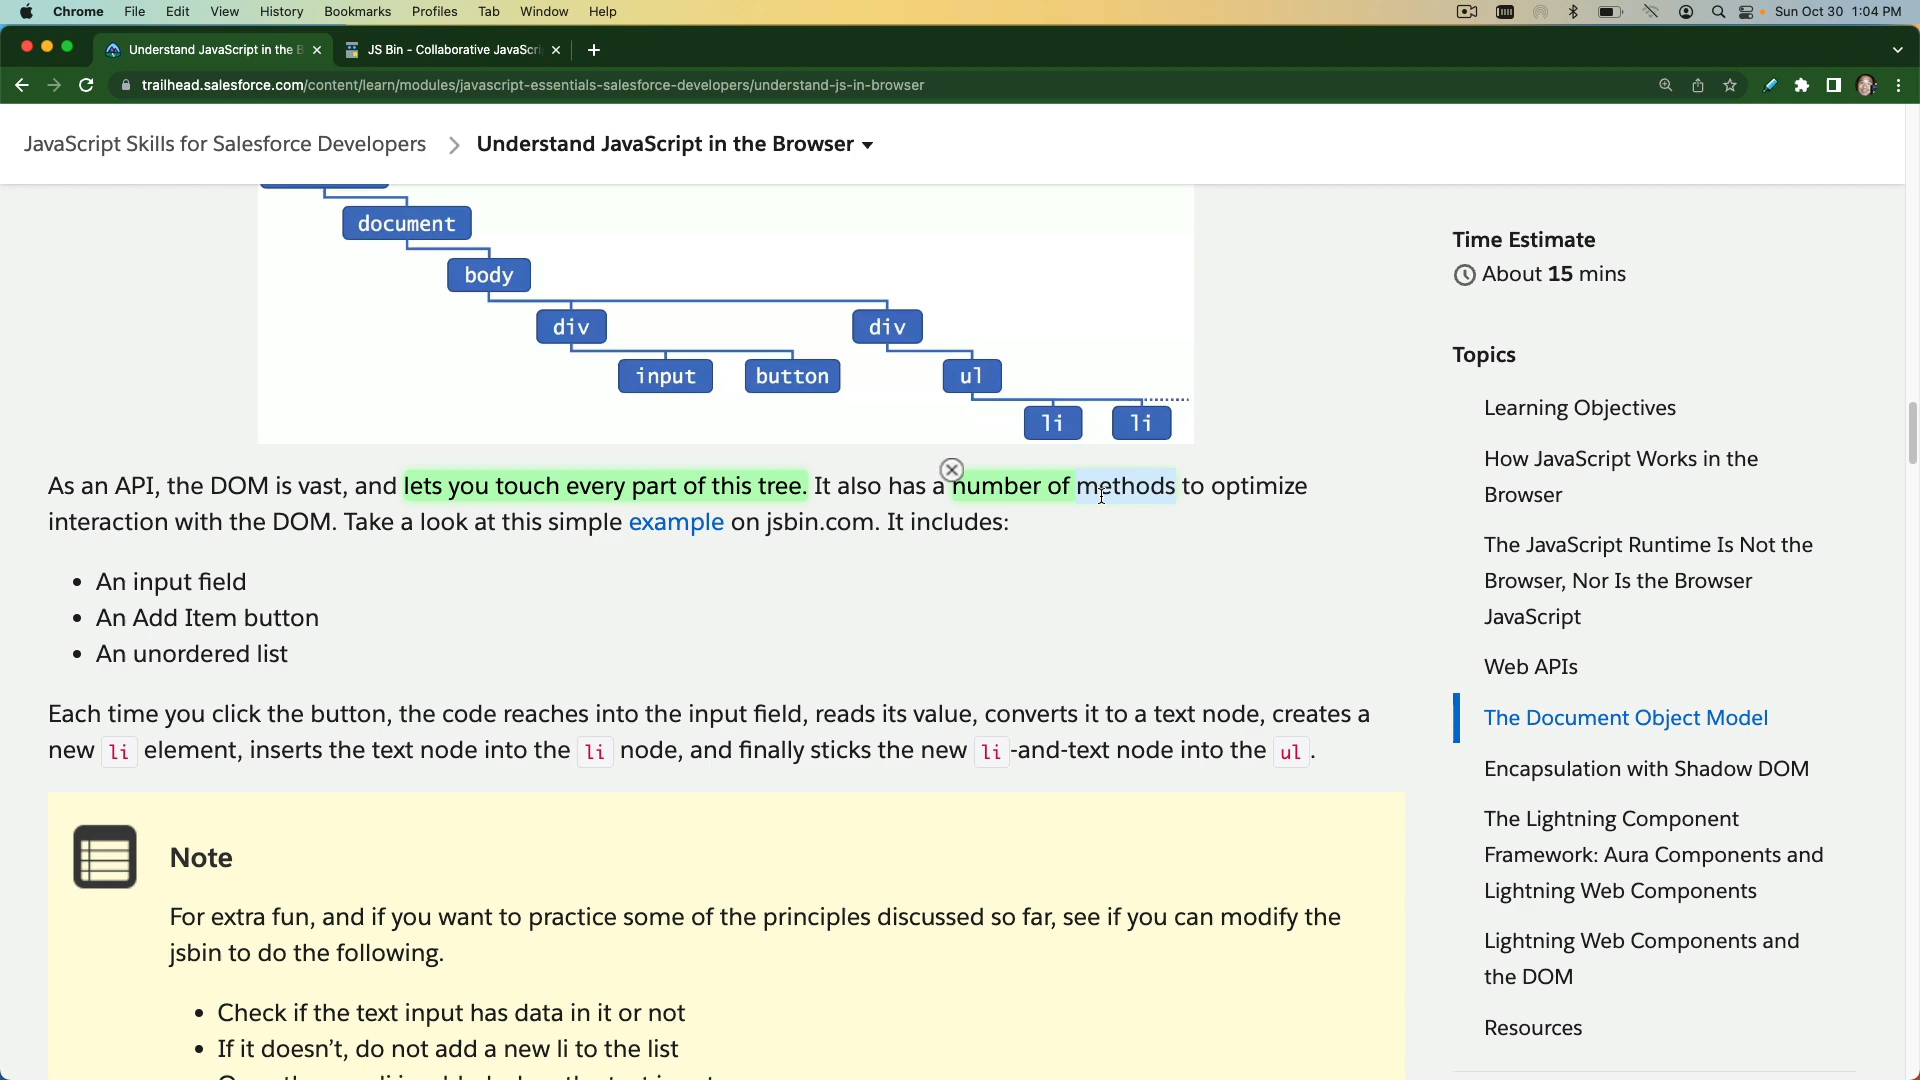 Chrome File Edit View History Bookmarks Profiles Tab Window Help Sun Oct 30 1:04 PM
Understand JavaScript in the B JS Bin - Collaborative JavaScri
trailhead.salesforce.com/content/learn/modules/javascript-essentials-salesforce-developers/understand-js-in-browser
JavaScript Skills for Salesforce Developers Understand JavaScript in the Browser
document
body
div div
input button ul
li li
As an API, the DOM is vast, and lets you touch every part of this tree. It also has a number of methods to optimize
interaction with the DOM. Take a look at this simple example on jsbin.com. It includes:
• An input field
• An Add Item button
• An unordered list
Each time you click the button, the code reaches into the input field, reads its value, converts it to a text node, creates a
new li element, inserts the text node into the li node, and finally sticks the new li-and-text node into the ul.
Note
For extra fun, and if you want to practice some of the principles discussed so far, see if you can modify the
jsbin to do the following.
• Check if the text input has data in it or not
• If it doesn't, do not add a new li to the list
Time Estimate
About 15 mins
Topics
Learning Objectives
How JavaScript Works in the
Browser
The JavaScript Runtime Is Not the
Browser, Nor Is the Browser
JavaScript
Web APIs
The Document Object Model
Encapsulation with Shadow DOM
The Lightning Component
Framework: Aura Components and
Lightning Web Components
Lightning Web Components and
the DOM
Resources